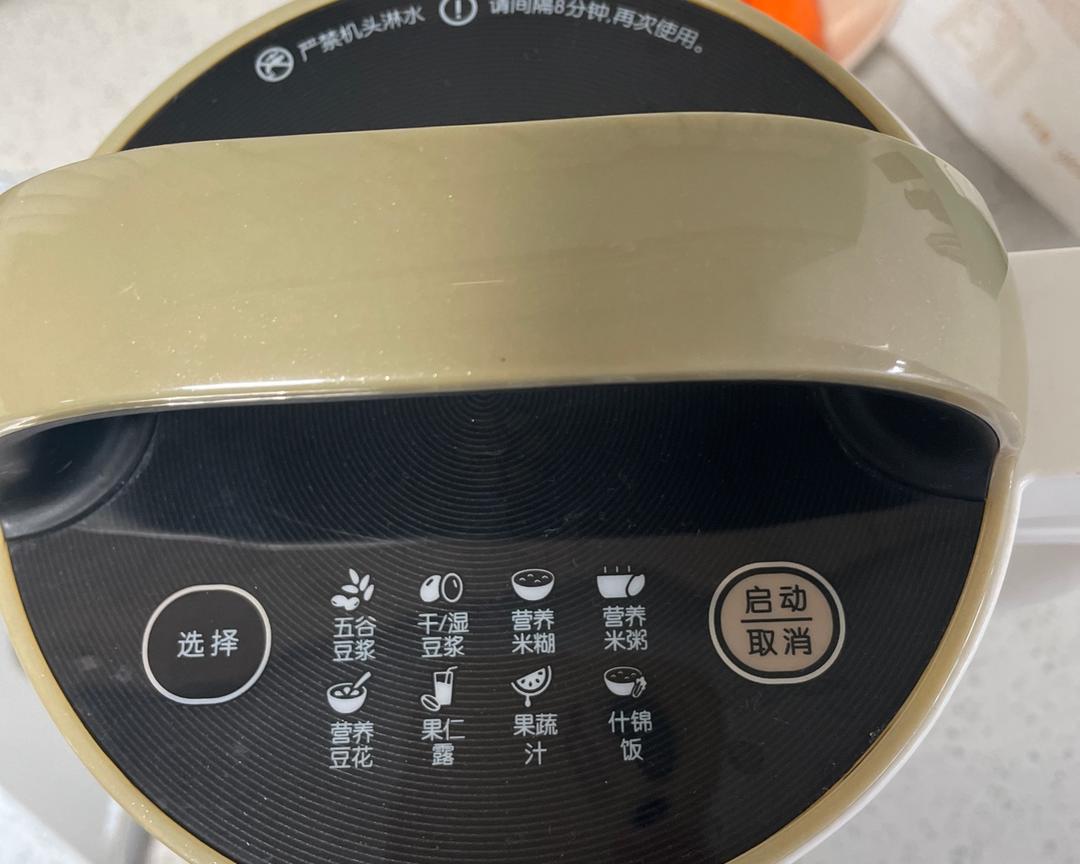 严禁机头淋水
请间隔8分钟,再次使用。
选择
五谷
豆浆
干/湿
豆浆
营养
米糊
营养
米粥
营养
豆花
果仁
露
果蔬
汁
什锦
饭
启动
取消